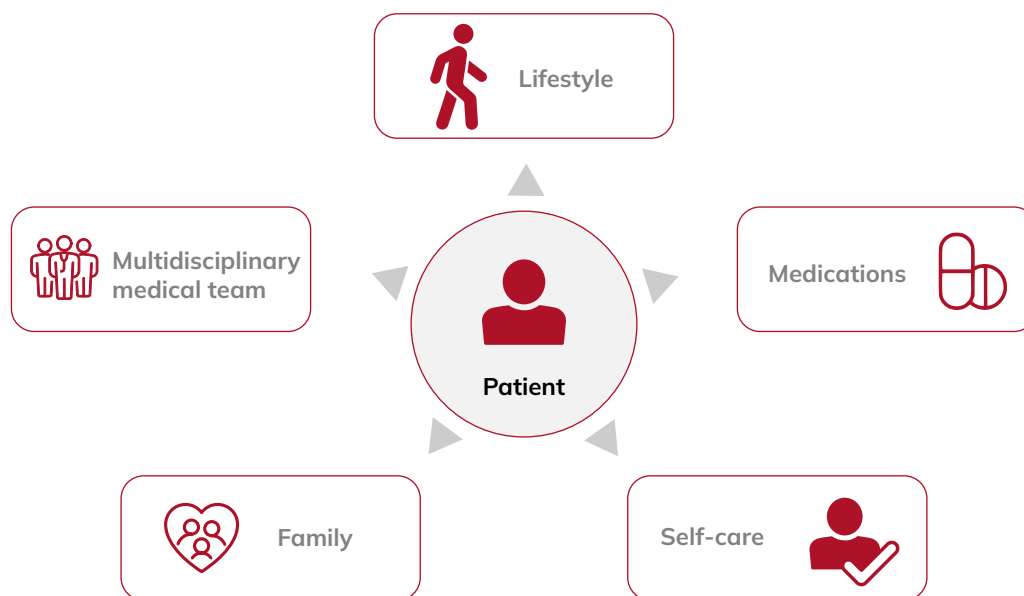 Lifestyle
Multidisciplinary
medical team
Medications
Patient
Family
Self-care